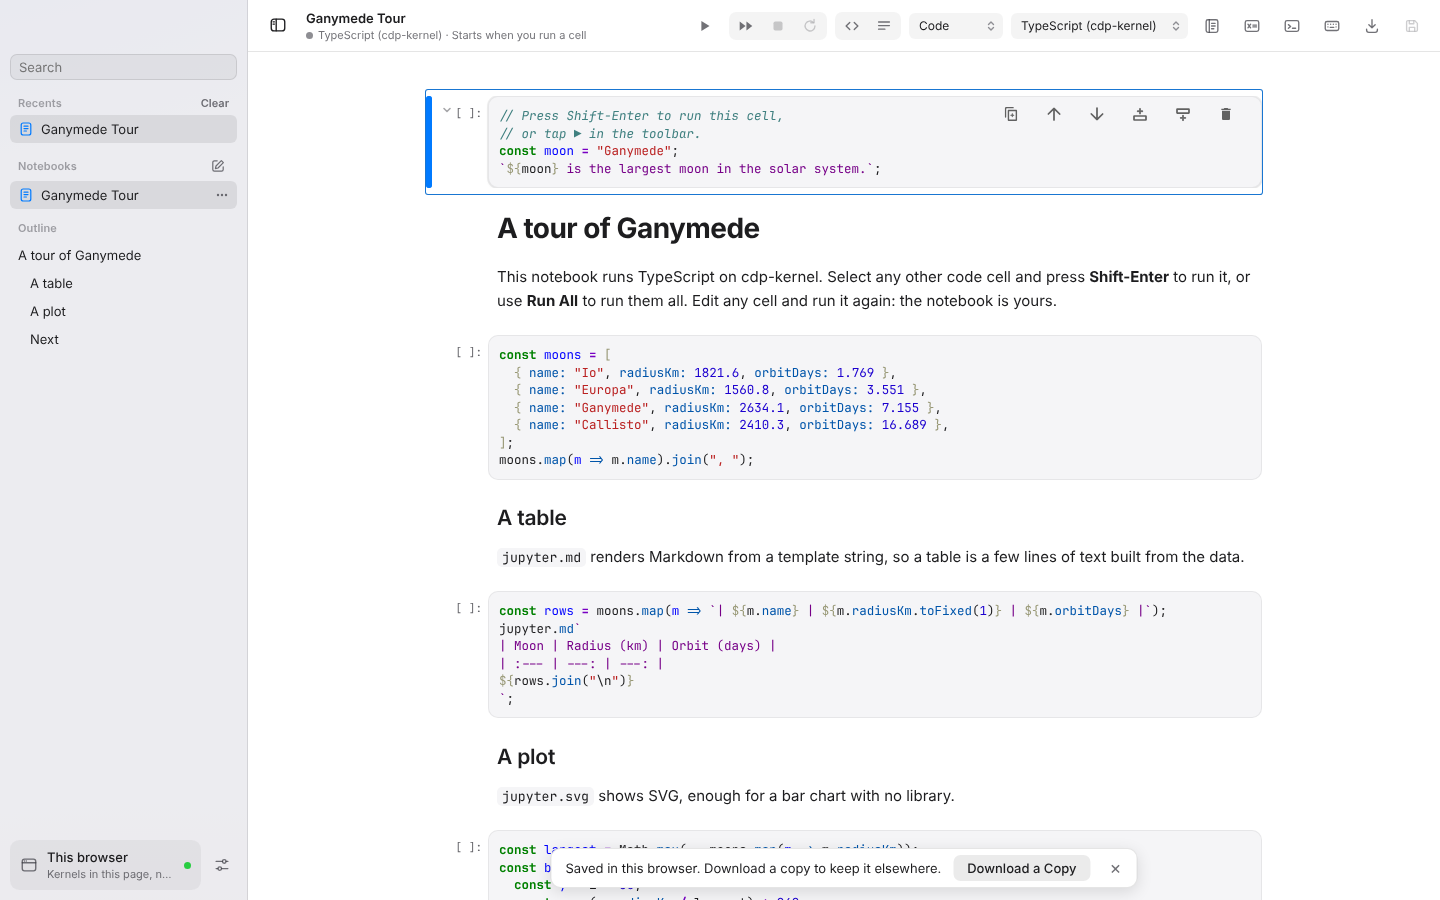 Search
Recents
Clear
Ganymede Tour
Notebooks
Ganymede Tour
Outline
A tour of Ganymede
A table
A plot
Next
This browser
Kernels in this page, n...
Ganymede Tour
TypeScript (cdp-kernel) · Starts when you run a cell
Code
TypeScript (cdp-kernel)
[ ]:
// Press Shift-Enter to run this cell,
// or tap ▶ in the toolbar.
const moon = "Ganymede";
`${moon} is the largest moon in the solar system.`;
A tour of Ganymede
This notebook runs TypeScript on cdp-kernel. Select any other code cell and press Shift-Enter to run it, or
use Run All to run them all. Edit any cell and run it again: the notebook is yours.
[ ]:
const moons = [
{ name: "Io", radiusKm: 1821.6, orbitDays: 1.769 },
{ name: "Europa", radiusKm: 1560.8, orbitDays: 3.551 },
{ name: "Ganymede", radiusKm: 2634.1, orbitDays: 7.155 },
{ name: "Callisto", radiusKm: 2410.3, orbitDays: 16.689 },
];
moons.map(m => m.name).join(", ");
A table
jupyter.md renders Markdown from a template string, so a table is a few lines of text built from the data.
[ ]:
const rows = moons.map(m => `| ${m.name} | ${m.radiusKm.toFixed(1)} | ${m.orbitDays} |`);
jupyter.md`
| Moon | Radius (km) | Orbit (days) |
| :--- | ---: | ---: |
${rows.join("\n")}
`;
A plot
jupyter.svg shows SVG, enough for a bar chart with no library.
[ ]:
const
const
const
Saved in this browser. Download a copy to keep it elsewhere.
Download a Copy